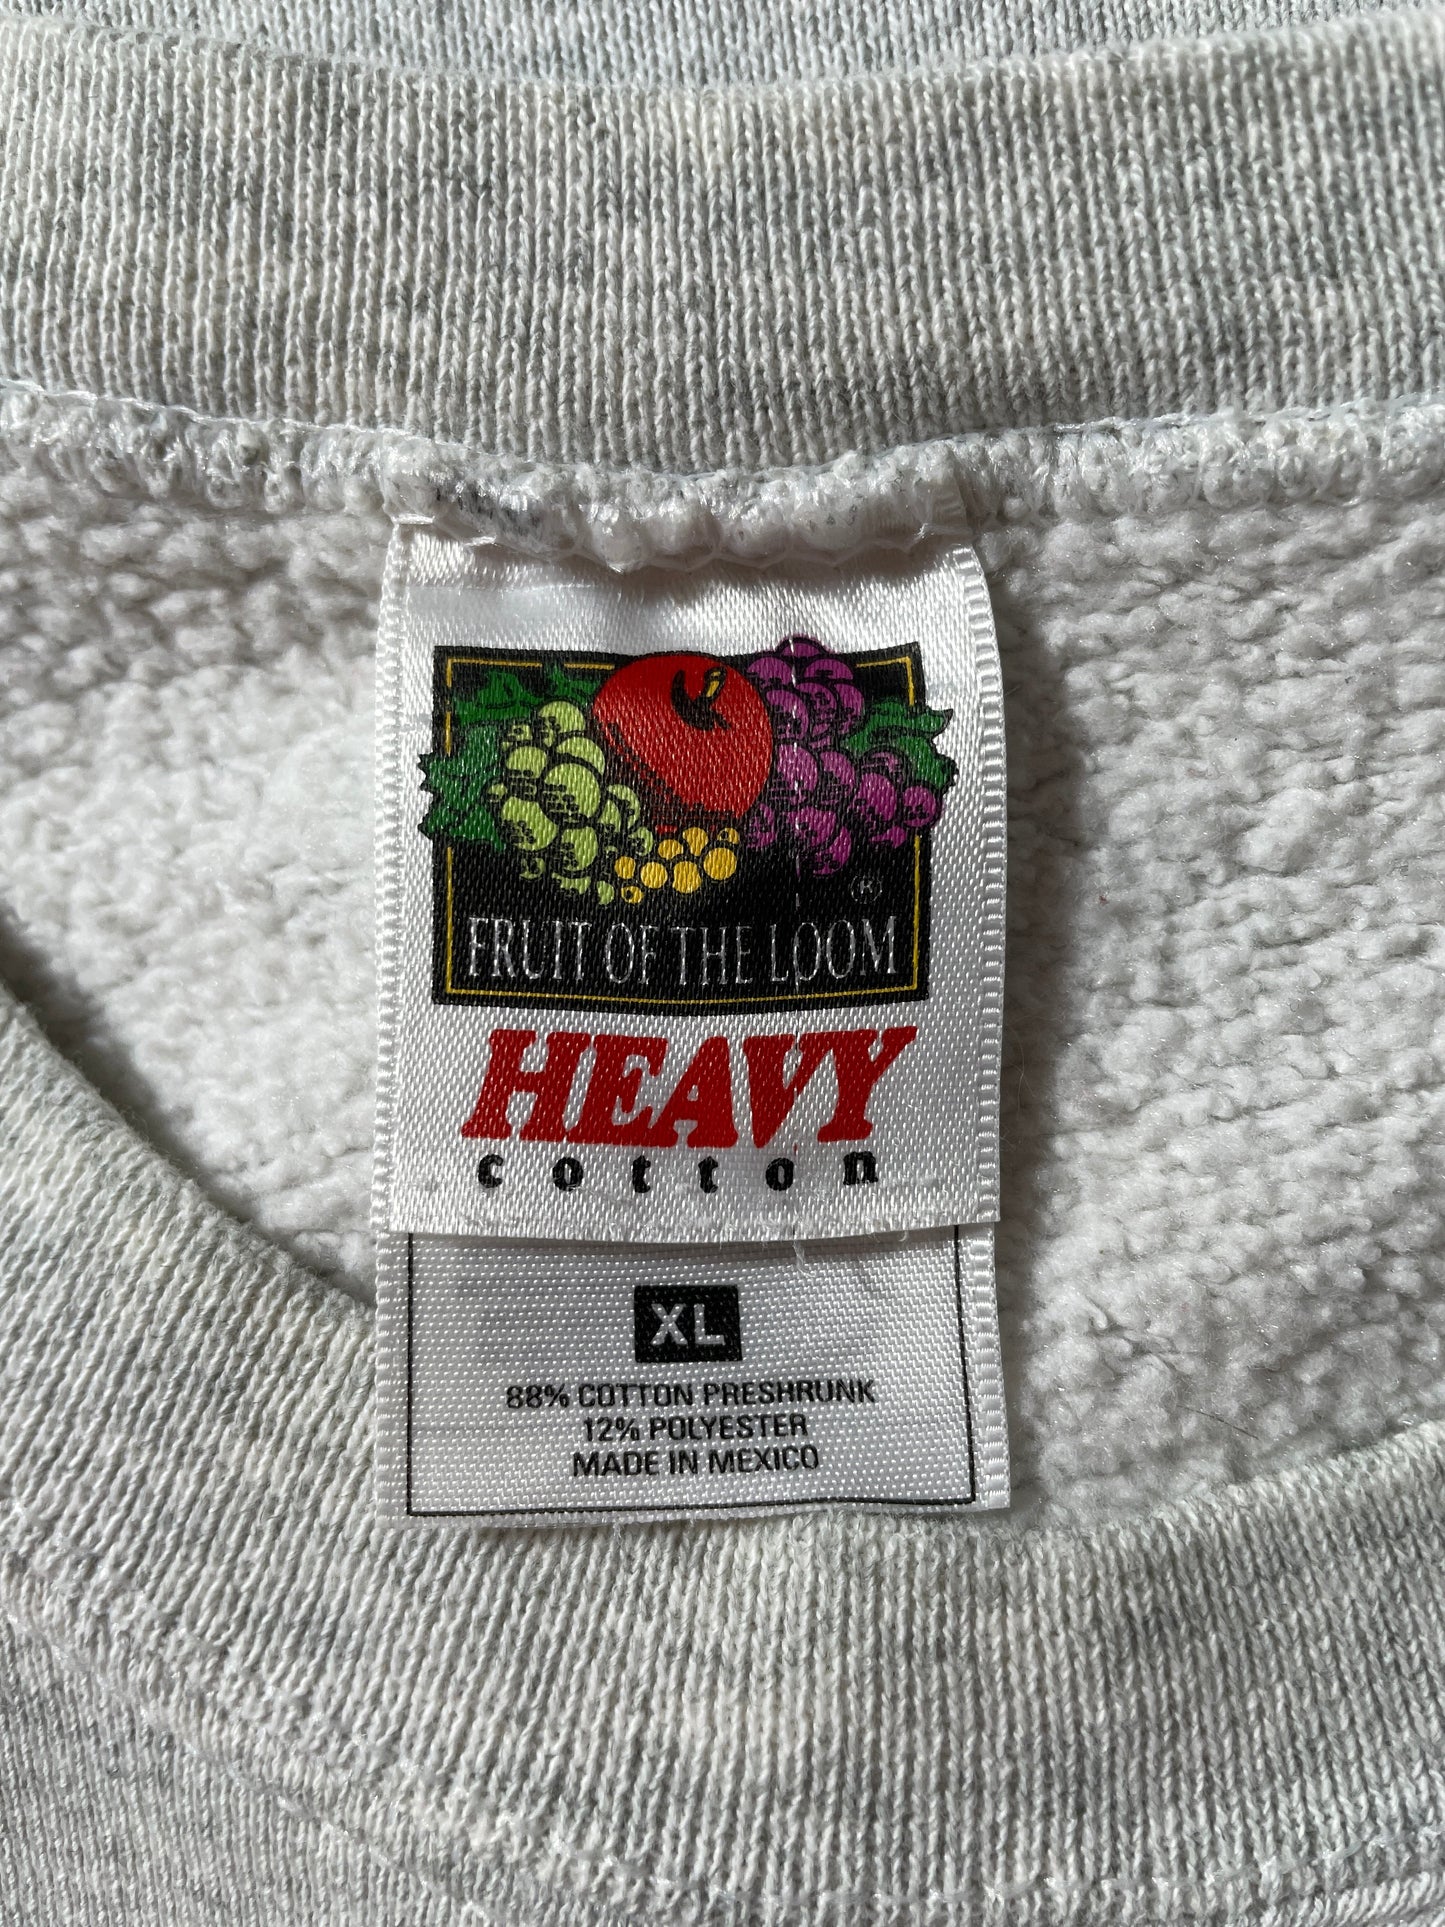 ®
FRUIT OF THE LOOM
HEAVY
cotton
XL
88% COTTON PRESHRUNK
12% POLYESTER
MADE IN MEXICO